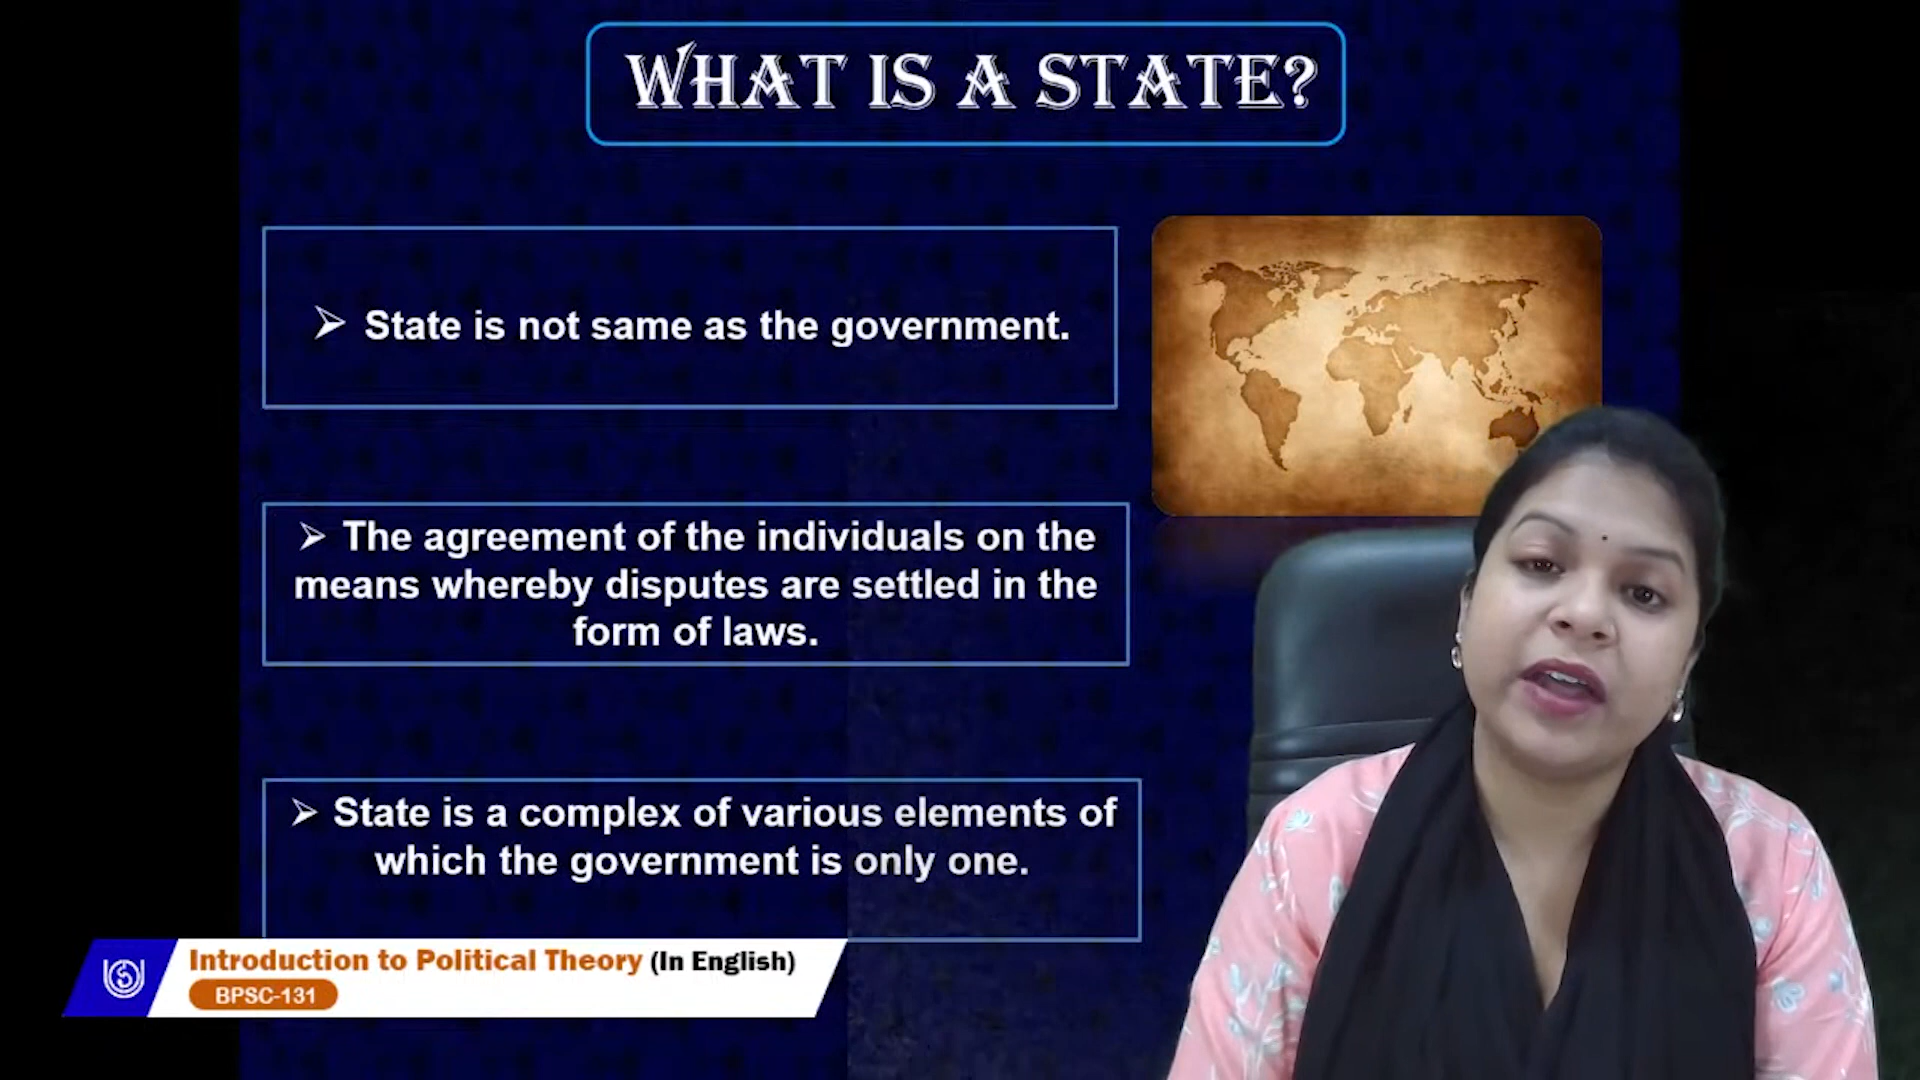 WHAT IS A STATE?
➢ State is not same as the government.
➢ The agreement of the individuals on the
means whereby disputes are settled in the
form of laws.
➢ State is a complex of various elements of
which the government is only one.
Introduction to Political Theory (In English)
BPSC-131